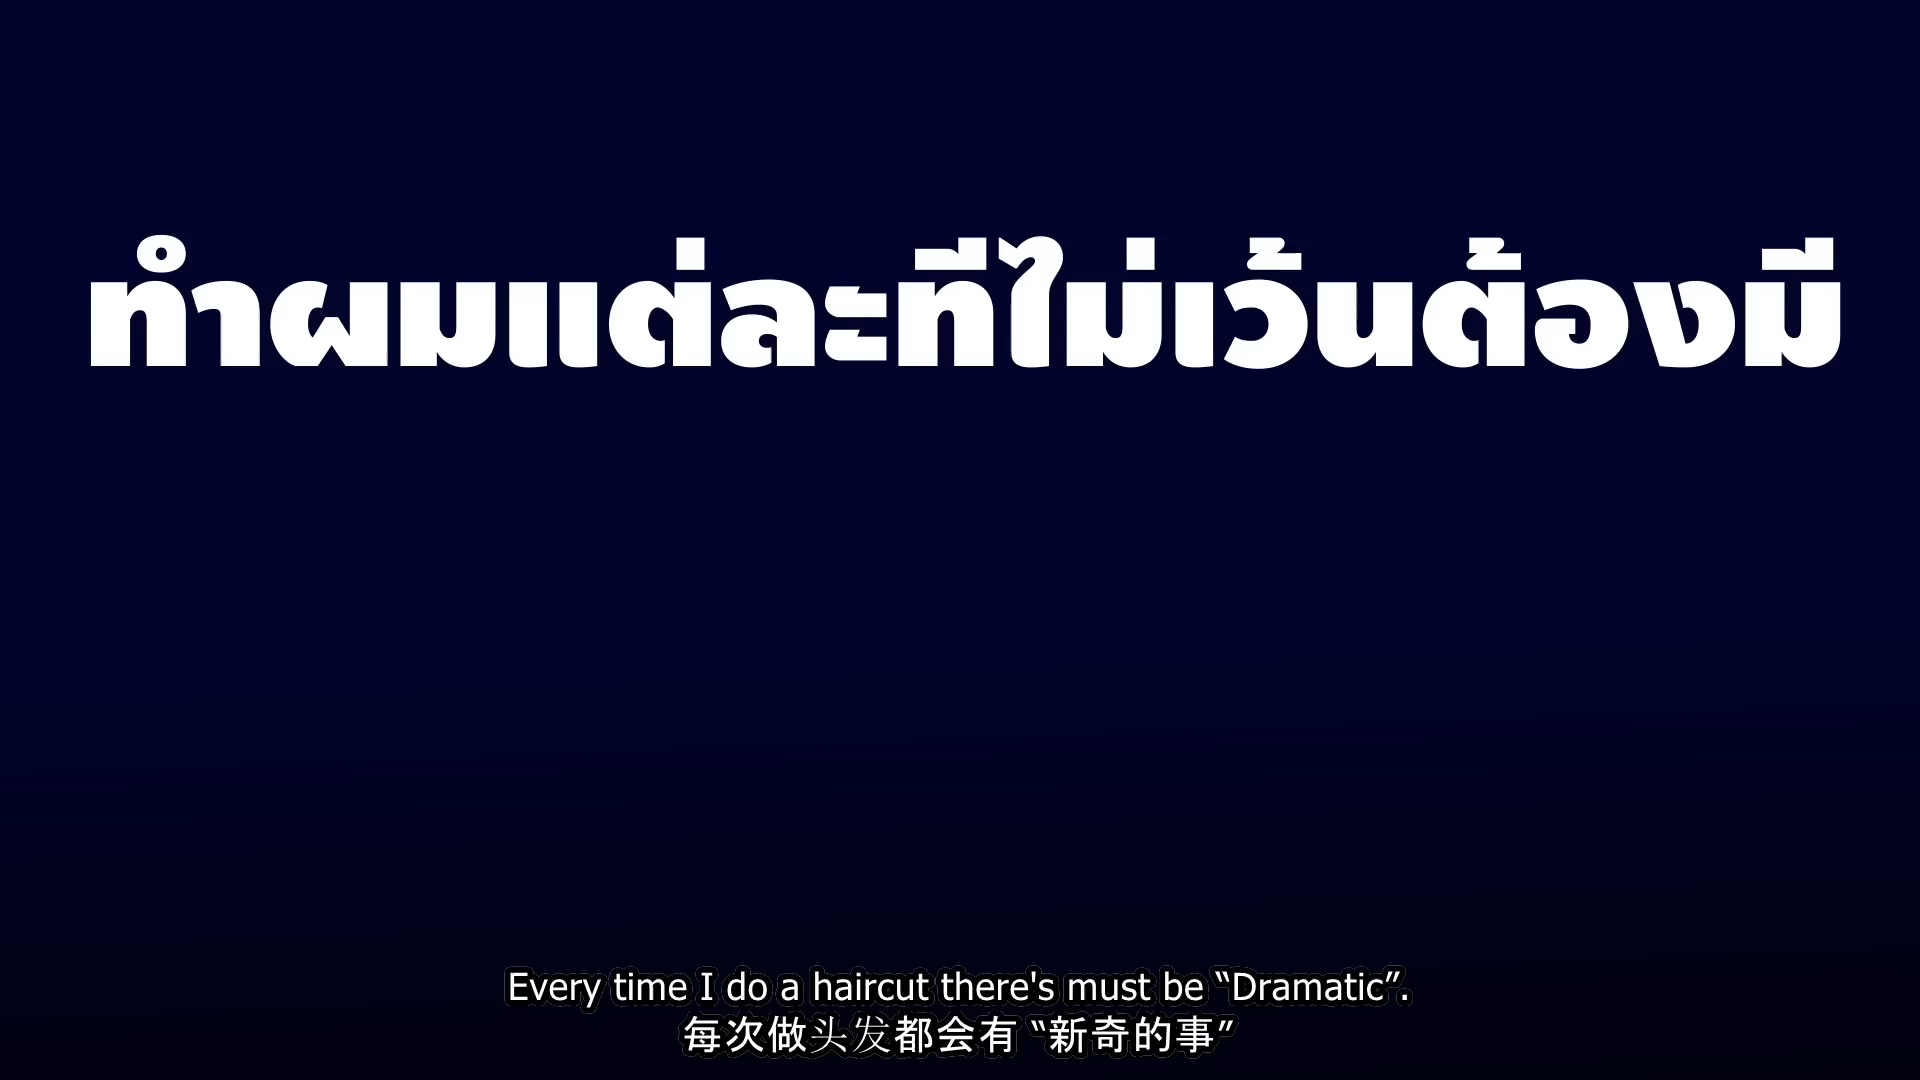 ทำผมแต่ละทีไม่เว้นต้องมี
Every time I do a haircut there's must be “Dramatic”.
每次做头发都会有 “新奇的事”